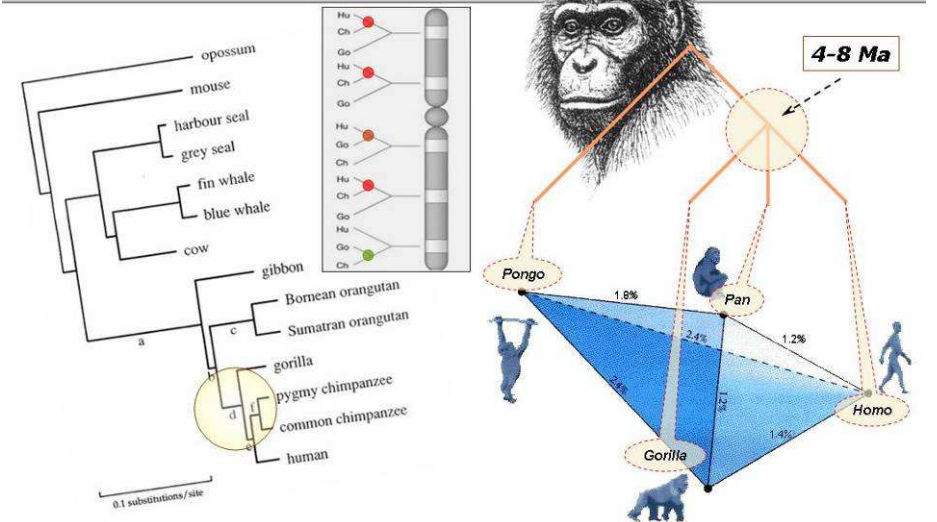 opossum
mouse
harbour seal
grey seal
fin whale
blue whale
cow
gibbon
Bornean orangutan
Sumatran orangutan
gorilla
pygmy chimpanzee
common chimpanzee
human
a
b
c
d
e
f
0.1 substitutions/site
Hu
Ch
Go
Hu
Ch
Go
Hu
Go
Ch
Hu
Ch
Go
Hu
Go
Ch
4-8 Ma
Pongo
Pan
Homo
Gorilla
1.8%
2.4%
1.2%
2.4%
1.2%
1.4%